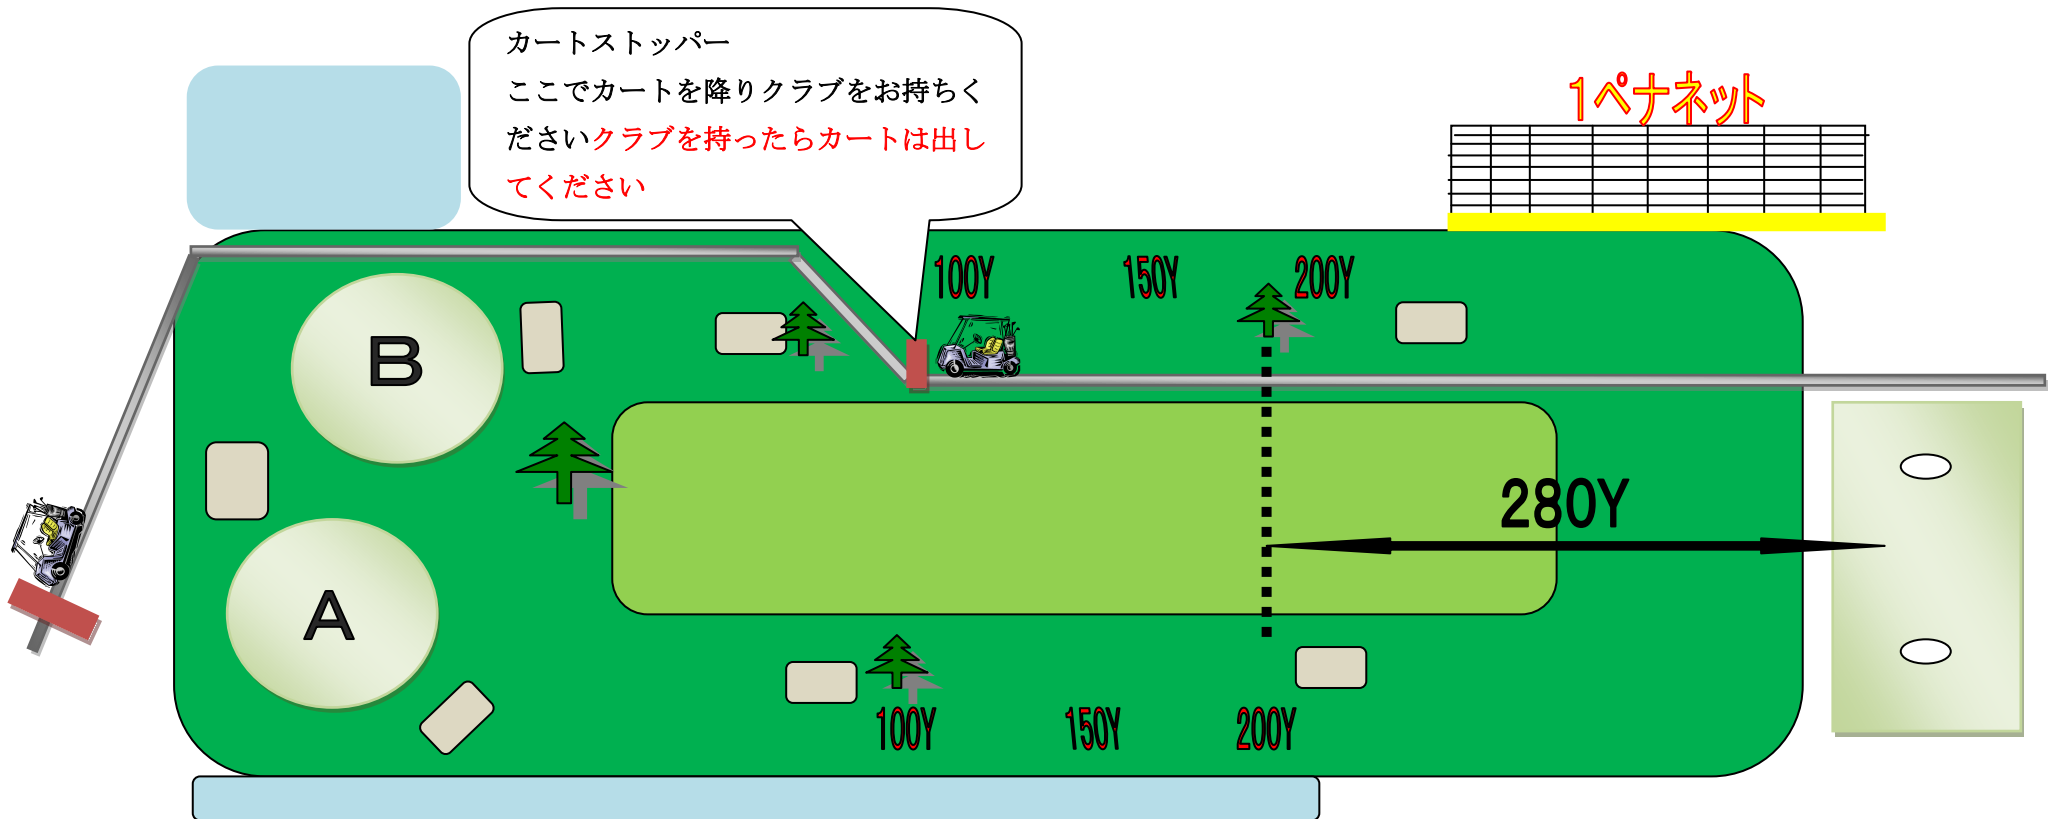 カートストッパー
ここでカートを降りクラブをお持ちく
ださいクラブを持ったらカートは出し
てください
1ペナネット
100Y 150Y 200Y
B
280Y
A
100Y 150Y 200Y